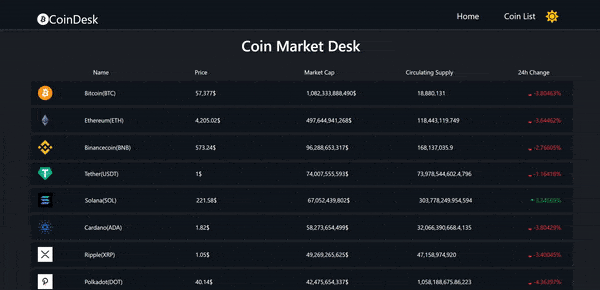 CoinDesk Home Coin List
Coin Market Desk
Name Price Market Cap Circulating Supply 24h Change
Bitcoin(BTC) 57,377$ 1,082,333,888,490$ 18,880,131 -3.80463%
Ethereum(ETH) 4,205.02$ 497,644,941,268$ 118,443,119.749 -3.64462%
Binancecoin(BNB) 573.24$ 96,288,653,317$ 168,137,035.9 -2.76605%
Tether(USDT) 1$ 74,007,555,593$ 73,978,544,602.4,796 -1.16416%
Solana(SOL) 221.58$ 67,052,439,802$ 303,778,249,954,594
Cardano(ADA) 1.82$ 58,273,654,499$ 32,066,390,668.4,135 -3.80429%
Ripple(XRP) 1.05$ 49,269,265,625$ 47,158,974,920 -3.40045%
Polkadot(DOT) 40.14$ 42,475,654,337$ 1,058,188,675.86,223 -4.36397%